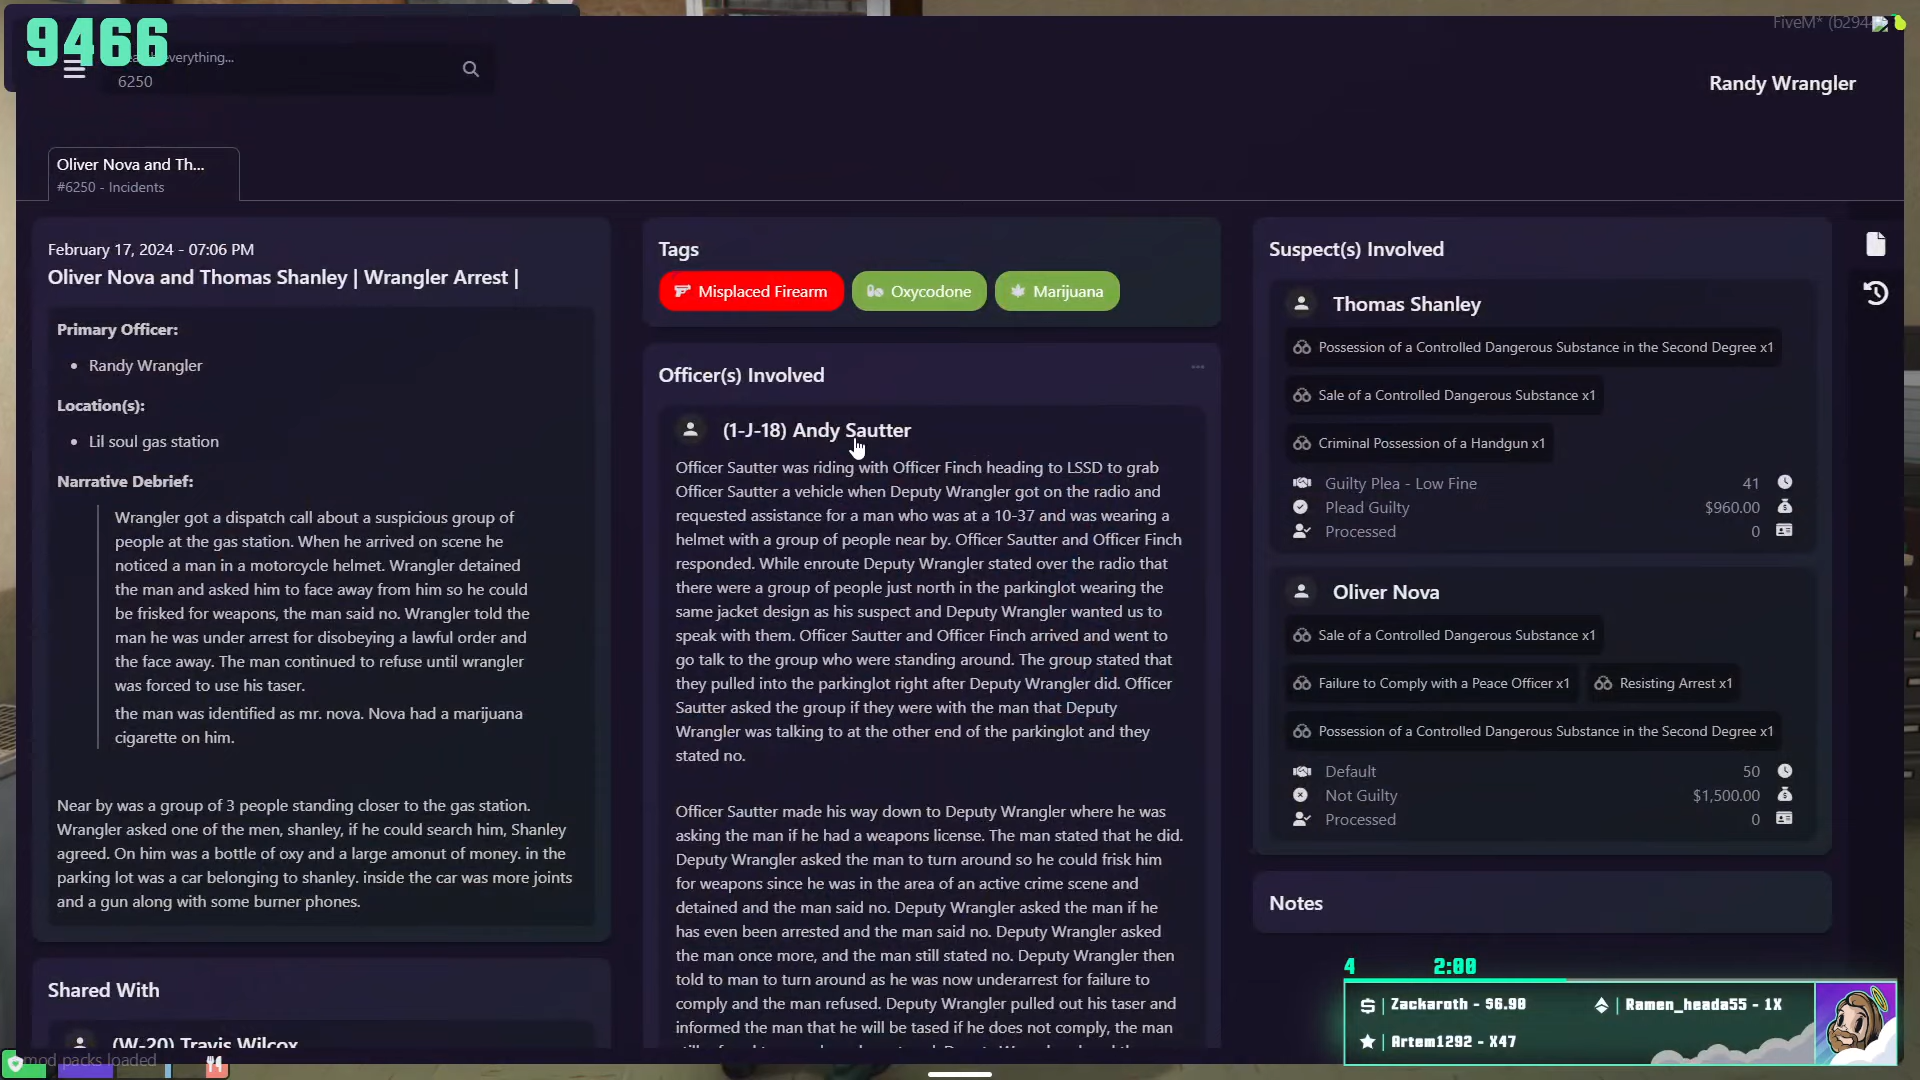 9466
FiveM* (b294
everything...
6250
Randy Wrangler
Oliver Nova and Th...
#6250 - Incidents
February 17, 2024 - 07:06 PM
Oliver Nova and Thomas Shanley | Wrangler Arrest |
Primary Officer:
Randy Wrangler
Location(s):
Lil soul gas station
Narrative Debrief:
Wrangler got a dispatch call about a suspicious group of
people at the gas station. When he arrived on scene he
noticed a man in a motorcycle helmet. Wrangler detained
the man and asked him to face away from him so he could
be frisked for weapons, the man said no. Wrangler told the
man he was under arrest for disobeying a lawful order and
the face away. The man continued to refuse until wrangler
was forced to use his taser.
the man was identified as mr. nova. Nova had a marijuana
cigarette on him.
Near by was a group of 3 people standing closer to the gas station.
Wrangler asked one of the men, shanley, if he could search him, Shanley
agreed. On him was a bottle of oxy and a large amonut of money. in the
parking lot was a car belonging to shanley. inside the car was more joints
and a gun along with some burner phones.
Shared With
(W-20) Travis Wilcox
mod packs loaded
Tags
Misplaced Firearm
Oxycodone
Marijuana
Officer(s) Involved
(1-J-18) Andy Sautter
Officer Sautter was riding with Officer Finch heading to LSSD to grab
Officer Sautter a vehicle when Deputy Wrangler got on the radio and
requested assistance for a man who was at a 10-37 and was wearing a
helmet with a group of people near by. Officer Sautter and Officer Finch
responded. While enroute Deputy Wrangler stated over the radio that
there were a group of people just north in the parkinglot wearing the
same jacket design as his suspect and Deputy Wrangler wanted us to
speak with them. Officer Sautter and Officer Finch arrived and went to
go talk to the group who were standing around. The group stated that
they pulled into the parkinglot right after Deputy Wrangler did. Officer
Sautter asked the group if they were with the man that Deputy
Wrangler was talking to at the other end of the parkinglot and they
stated no.
Officer Sautter made his way down to Deputy Wrangler where he was
asking the man if he had a weapons license. The man stated that he did.
Deputy Wrangler asked the man to turn around so he could frisk him
for weapons since he was in the area of an active crime scene and
detained and the man said no. Deputy Wrangler asked the man if he
has even been arrested and the man said no. Deputy Wrangler asked
the man once more, and the man still stated no. Deputy Wrangler then
told to man to turn around as he was now underarrest for failure to
comply and the man refused. Deputy Wrangler pulled out his taser and
informed the man that he will be tased if he does not comply, the man
Suspect(s) Involved
Thomas Shanley
Possession of a Controlled Dangerous Substance in the Second Degree x1
Sale of a Controlled Dangerous Substance x1
Criminal Possession of a Handgun x1
Guilty Plea - Low Fine 41
Plead Guilty $960.00
Processed 0
Oliver Nova
Sale of a Controlled Dangerous Substance x1
Failure to Comply with a Peace Officer x1 Resisting Arrest x1
Possession of a Controlled Dangerous Substance in the Second Degree x1
Default 50
Not Guilty $1,500.00
Processed 0
Notes
4 2:00
Zackaroth - $6.90 Ramen_heada55 - 1X
Artem1292 - X47